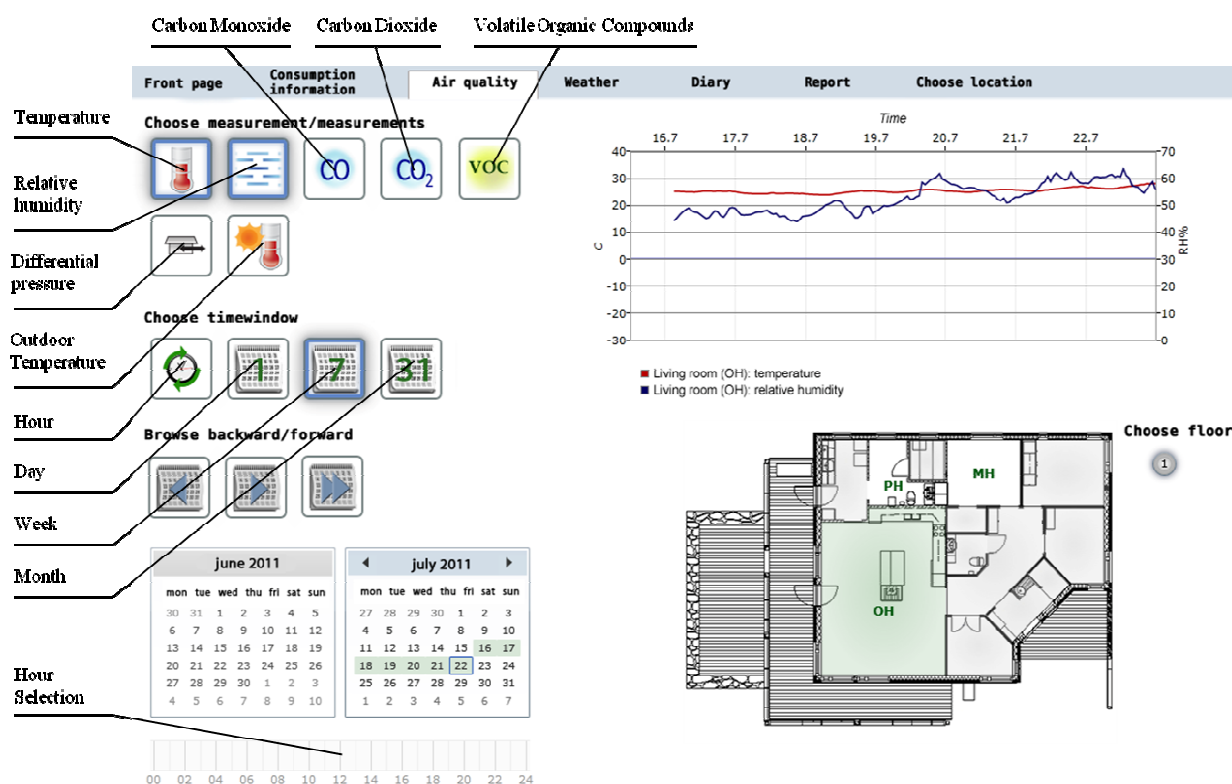 Carbon Monoxide Carbon Dioxide Volatile Organic Compounds
Front page Consumption information Air quality Weather Diary Report Choose location
Temperature
Relative
humidity
Differential
pressure
Outdoor
Temperature
Hour
Day
Week
Month
Hour
Selection
Choose measurement/measurements
CO CO2 VOC
Choose timewindow
1 7 31
Browse backward/forward
june 2011
mon tue wed thu fri sat sun
30 31 1 2 3 4 5
6 7 8 9 10 11 12
13 14 15 16 17 18 19
20 21 22 23 24 25 26
27 28 29 30 1 2 3
4 5 6 7 8 9 10
july 2011
mon tue wed thu fri sat sun
27 28 29 30 1 2 3
4 5 6 7 8 9 10
11 12 13 14 15 16 17
18 19 20 21 22 23 24
25 26 27 28 29 30 31
1 2 3 4 5 6 7
00 02 04 06 08 10 12 14 16 18 20 22 24
Time
15.7 17.7 18.7 19.7 20.7 21.7 22.7
40 70
30 60
20 50
10 40
0 30
-10 20
-20 10
-30 0
C
RH%
Living room (OH): temperature
Living room (OH): relative humidity
Choose floor
1
PH
MH
OH